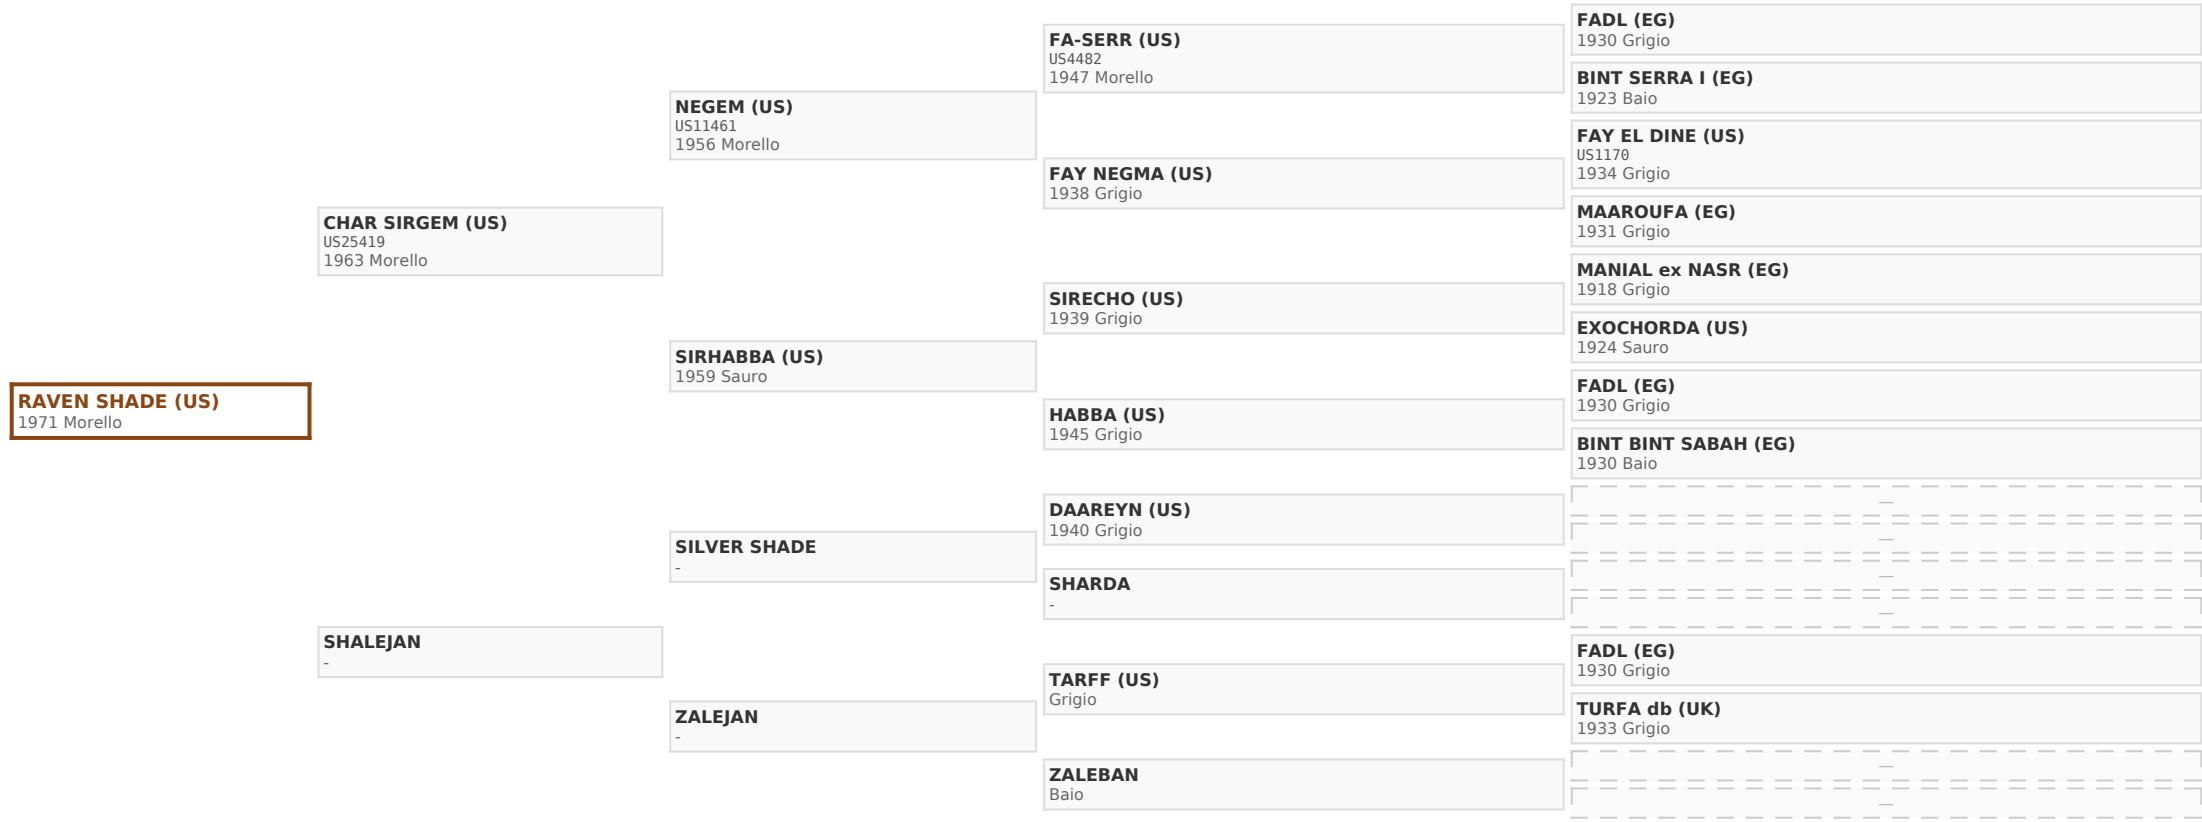 RAVEN SHADE (US)
1971 Morello
CHAR SIRGEM (US)
US25419
1963 Morello
SHALEJAN
-
NEGEM (US)
US11461
1956 Morello
SIRHABBA (US)
1959 Sauro
SILVER SHADE
-
ZALEJAN
-
FA-SERR (US)
US4482
1947 Morello
FAY NEGMA (US)
1938 Grigio
SIRECHO (US)
1939 Grigio
HABBA (US)
1945 Grigio
DAAREYN (US)
1940 Grigio
SHARDA
-
TARFF (US)
Grigio
ZALEBAN
Baio
FADL (EG)
1930 Grigio
BINT SERRA I (EG)
1923 Baio
FAY EL DINE (US)
US1170
1934 Grigio
MAAROUFA (EG)
1931 Grigio
MANIAL ex NASR (EG)
1918 Grigio
EXOCHORDA (US)
1924 Sauro
FADL (EG)
1930 Grigio
BINT BINT SABAH (EG)
1930 Baio
—
—
—
—
FADL (EG)
1930 Grigio
TURFA db (UK)
1933 Grigio
—
—